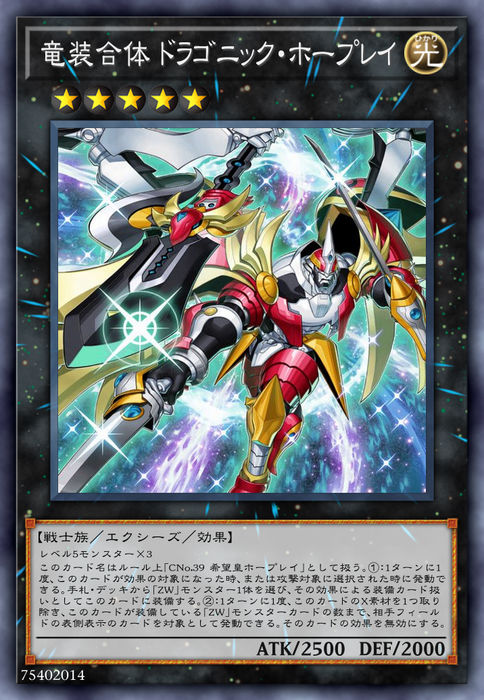 竜装合体 ドラゴニック・ホープレイ
ひかり
光
【戦士族／エクシーズ／効果】
レベル5モンスター×3
このカード名はルール上「CNo.39 希望皇ホープレイ」として扱う。①:1ターンに1
度、このカードが効果の対象になった時、または攻撃対象に選択された時に発動で
きる。手札・デッキから「ZW」モンスター1体を選び、その効果による装備カード扱
いとしてこのカードに装備する。②:1ターンに1度、このカードのX素材を1つ取り
除き、このカードが装備している「ZW」モンスターカードの数まで、相手フィール
ドの表側表示のカードを対象として発動できる。そのカードの効果を無効にする。
ATK/2500 DEF/2000
75402014